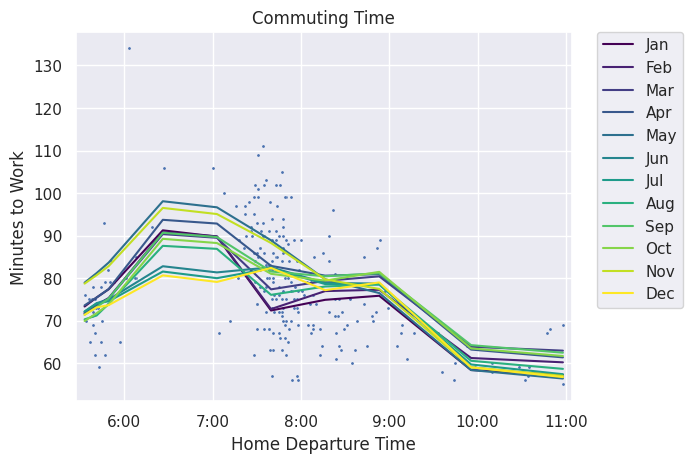 Commuting Time
Minutes to Work
130
120
110
100
90
80
70
60
6:00 7:00 8:00 9:00 10:00 11:00
Home Departure Time
Jan
Feb
Mar
Apr
May
Jun
Jul
Aug
Sep
Oct
Nov
Dec